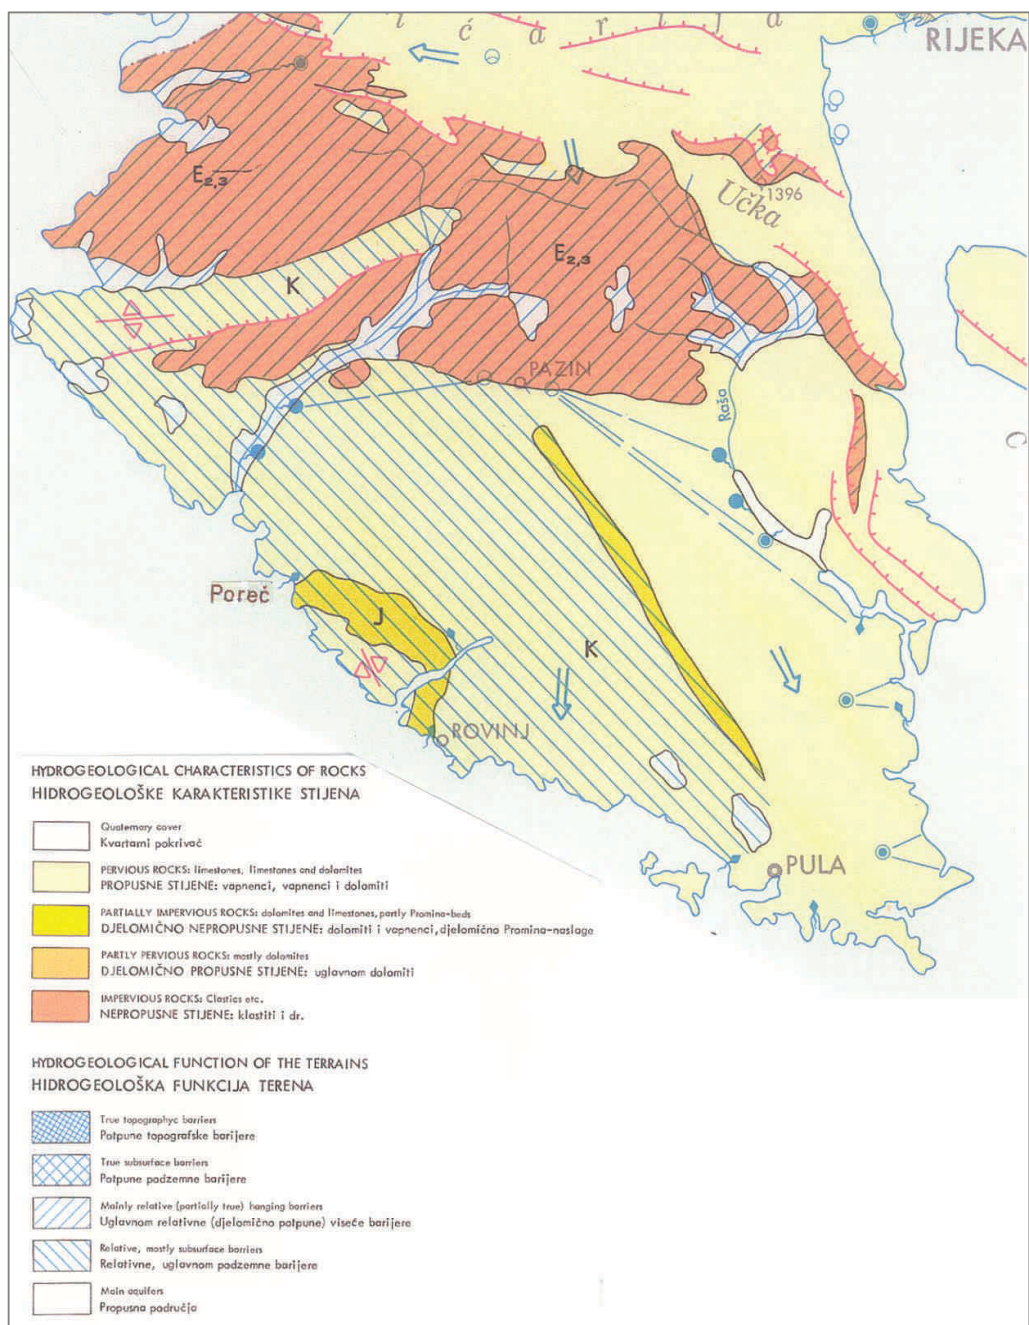 i ć a r i j a
RIJEKA
E₂,₃
Učka
1396
E₂,₃
K
PAZIN
Raša
Poreč
J
K
ROVINJ
PULA
HYDROGEOLOGICAL CHARACTERISTICS OF ROCKS
HIDROGEOLOŠKE KARAKTERISTIKE STIJENA
Quaternary cover
Kvartarni pokrivač
PERVIOUS ROCKS: limestones, limestones and dolomites
PROPUSNE STIJENE: vapnenci, vapnenci i dolomiti
PARTIALLY IMPERVIOUS ROCKS: dolomites and limestones, partly Promina-beds
DJELOMIČNO NEPROPUSNE STIJENE: dolomiti i vapnenci, djelomično Promina-naslage
PARTLY PERVIOUS ROCKS: mostly dolomites
DJELOMIČNO PROPUSNE STIJENE: uglavnom dolomiti
IMPERVIOUS ROCKS: Clastics etc.
NEPROPUSNE STIJENE: klastiti i dr.
HYDROGEOLOGICAL FUNCTION OF THE TERRAINS
HIDROGEOLOŠKA FUNKCIJA TERENA
True topographyc barriers
Potpune topografske barijere
True subsurface barriers
Potpune podzemne barijere
Mainly relative (partially true) hanging barriers
Uglavnom relativne (djelomično potpune) viseće barijere
Relative, mostly subsurface barriers
Relativne, uglavnom podzemne barijere
Main aquifers
Propusna područja